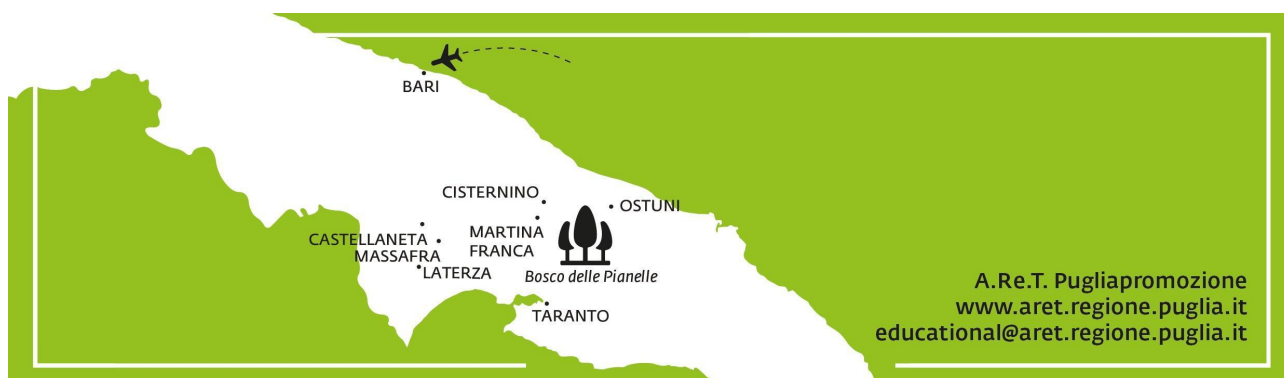 BARI
CISTERNINO
OSTUNI
CASTELLANETA
MARTINA
FRANCA
MASSAFRA
LATERZA
Bosco delle Pianelle
TARANTO
A.Re.T. Pugliapromozione
www.aret.regione.puglia.it
educational@aret.regione.puglia.it